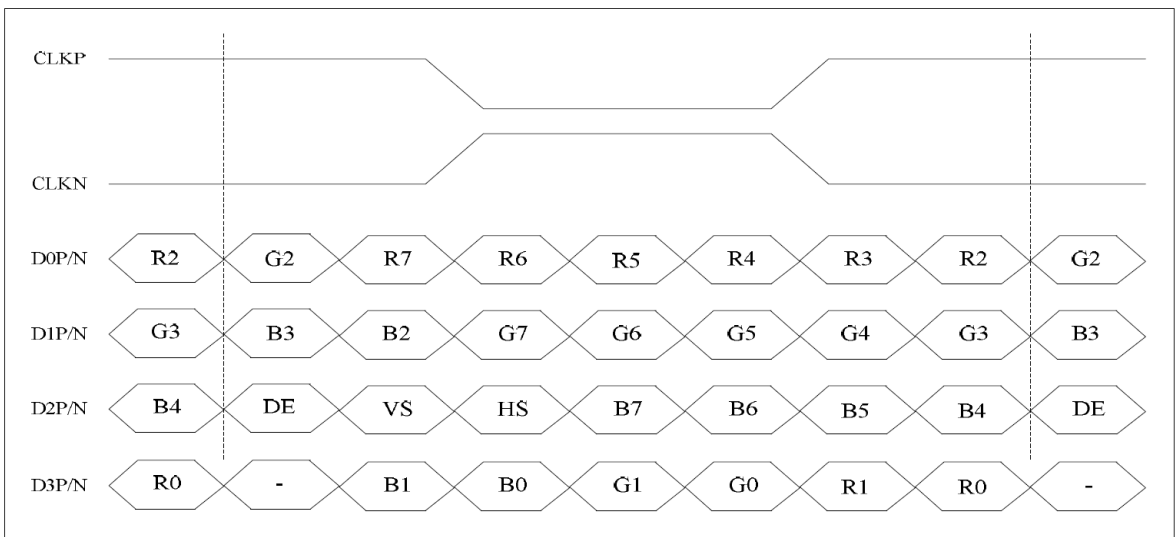 CLKP
CLKN
D0P/N R2 G2 R7 R6 R5 R4 R3 R2 G2
D1P/N G3 B3 B2 G7 G6 G5 G4 G3 B3
D2P/N B4 DE VS HS B7 B6 B5 B4 DE
D3P/N R0 - B1 B0 G1 G0 R1 R0 -